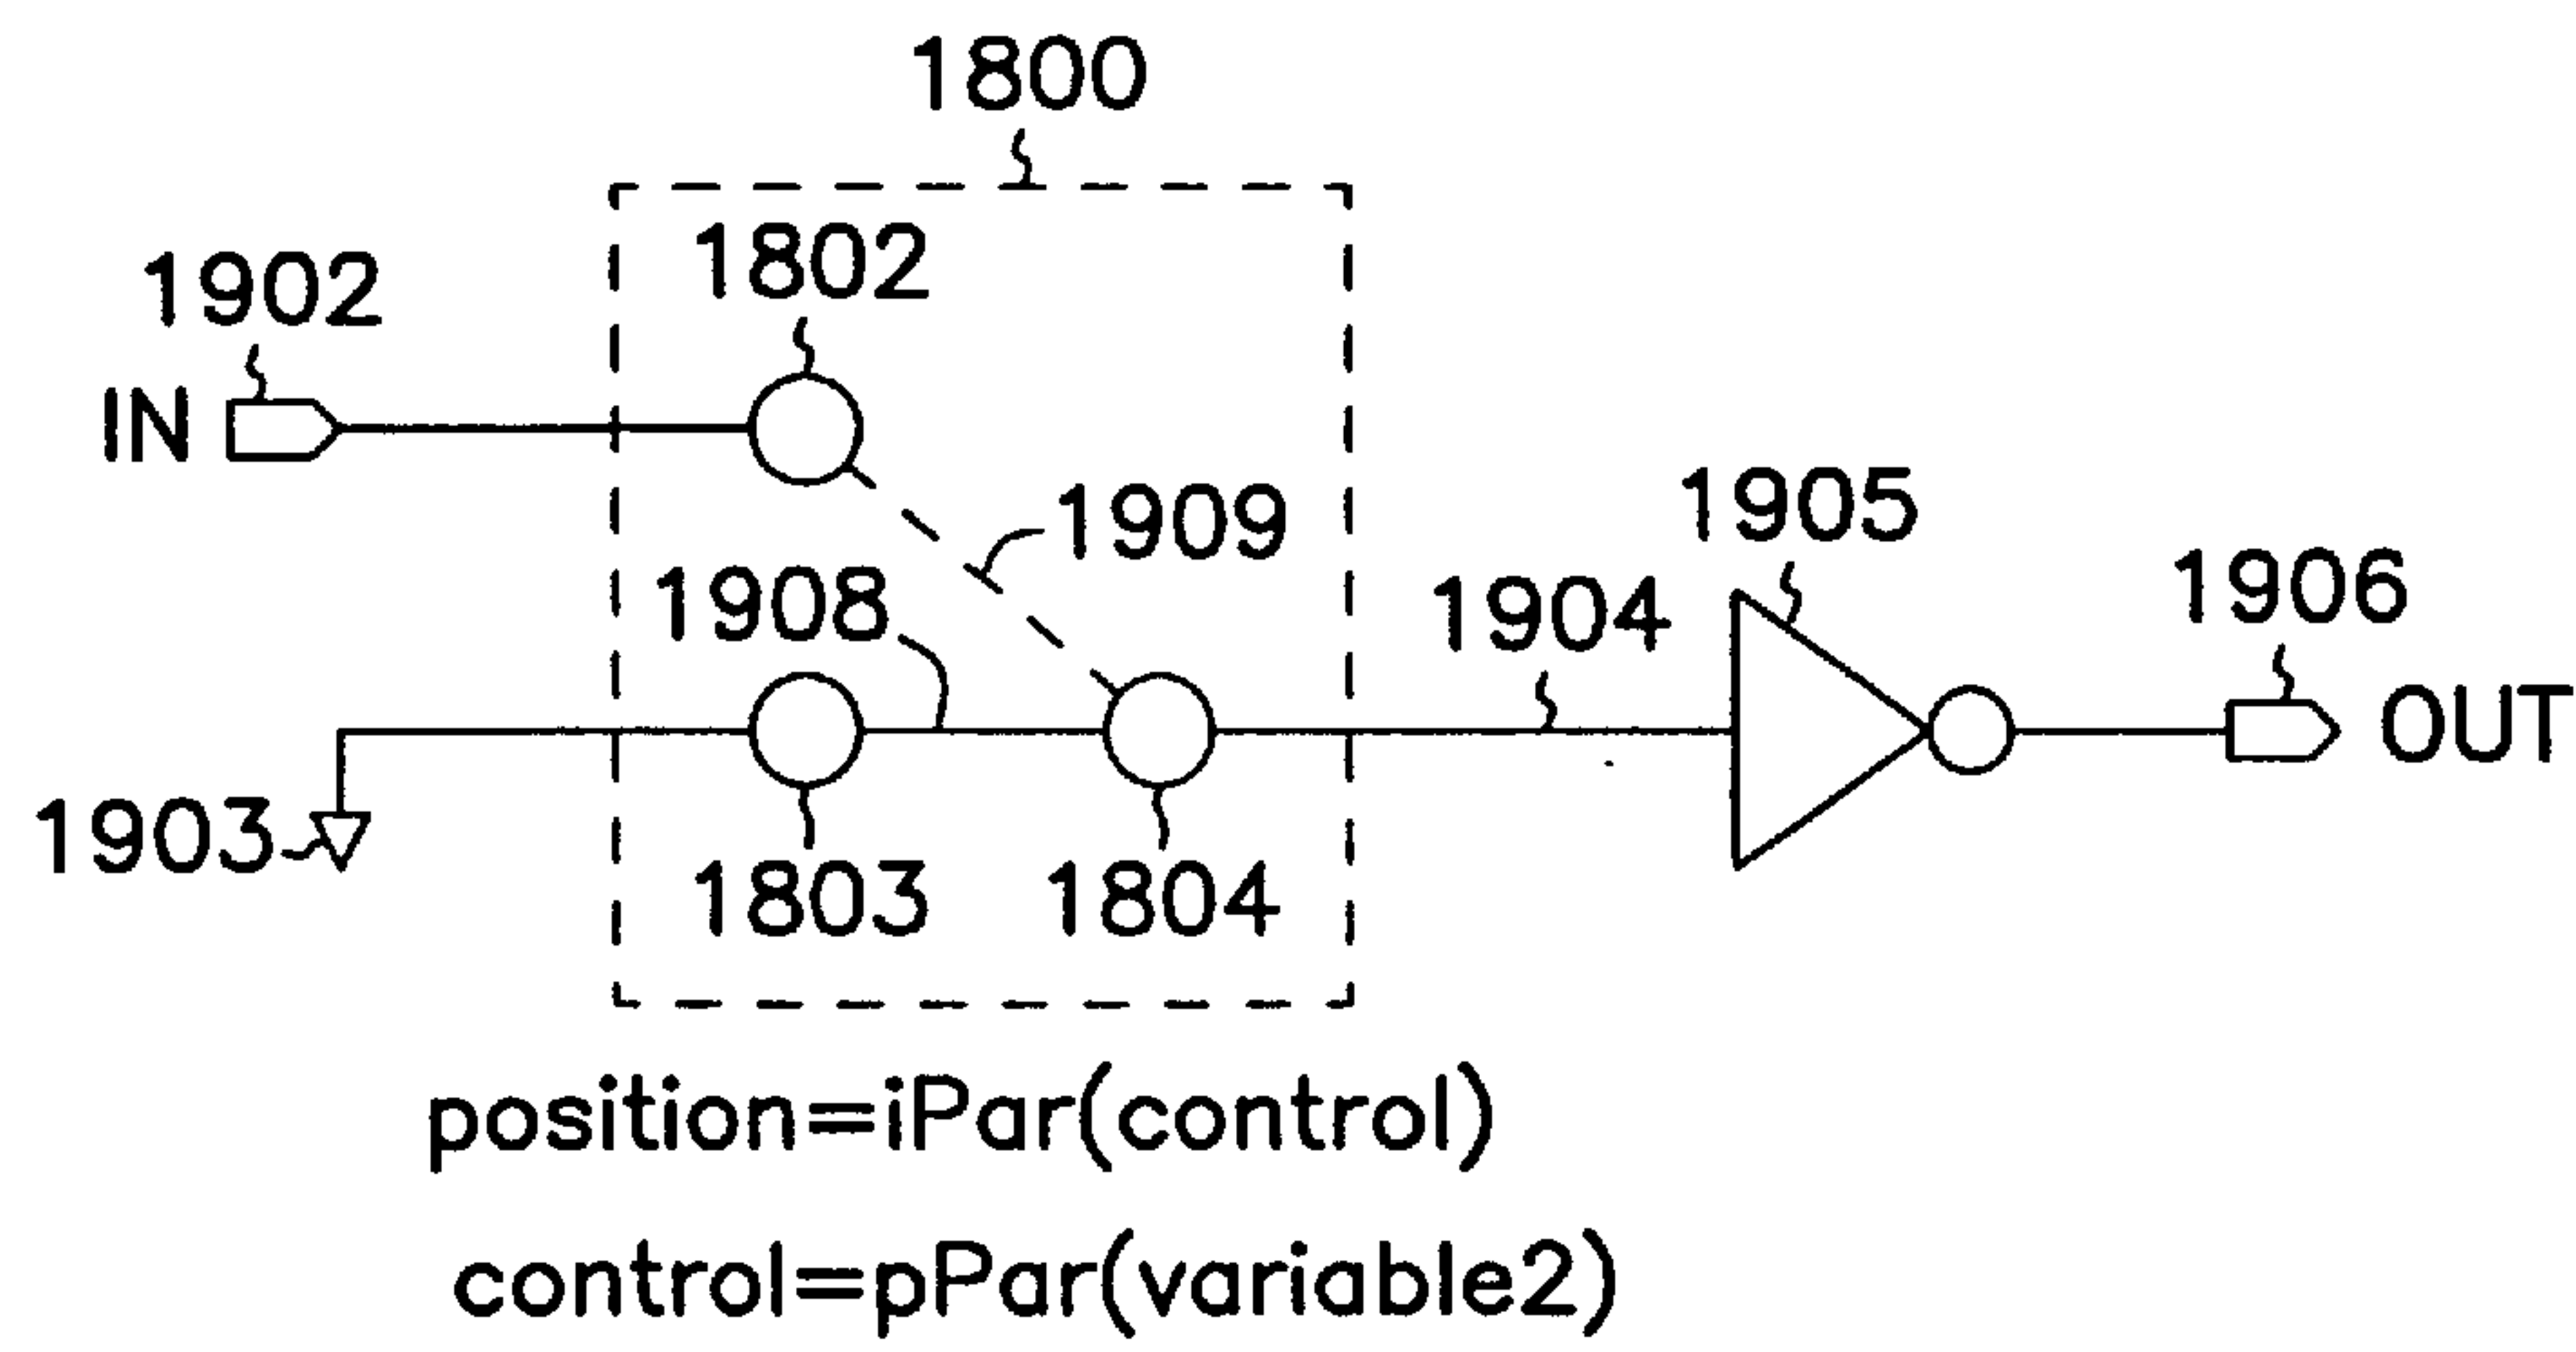 1800
1802
1902
IN
1909
1905
1908
1904
1906
OUT
1903
1803
1804
position=iPar(control)
control=pPar(variable2)